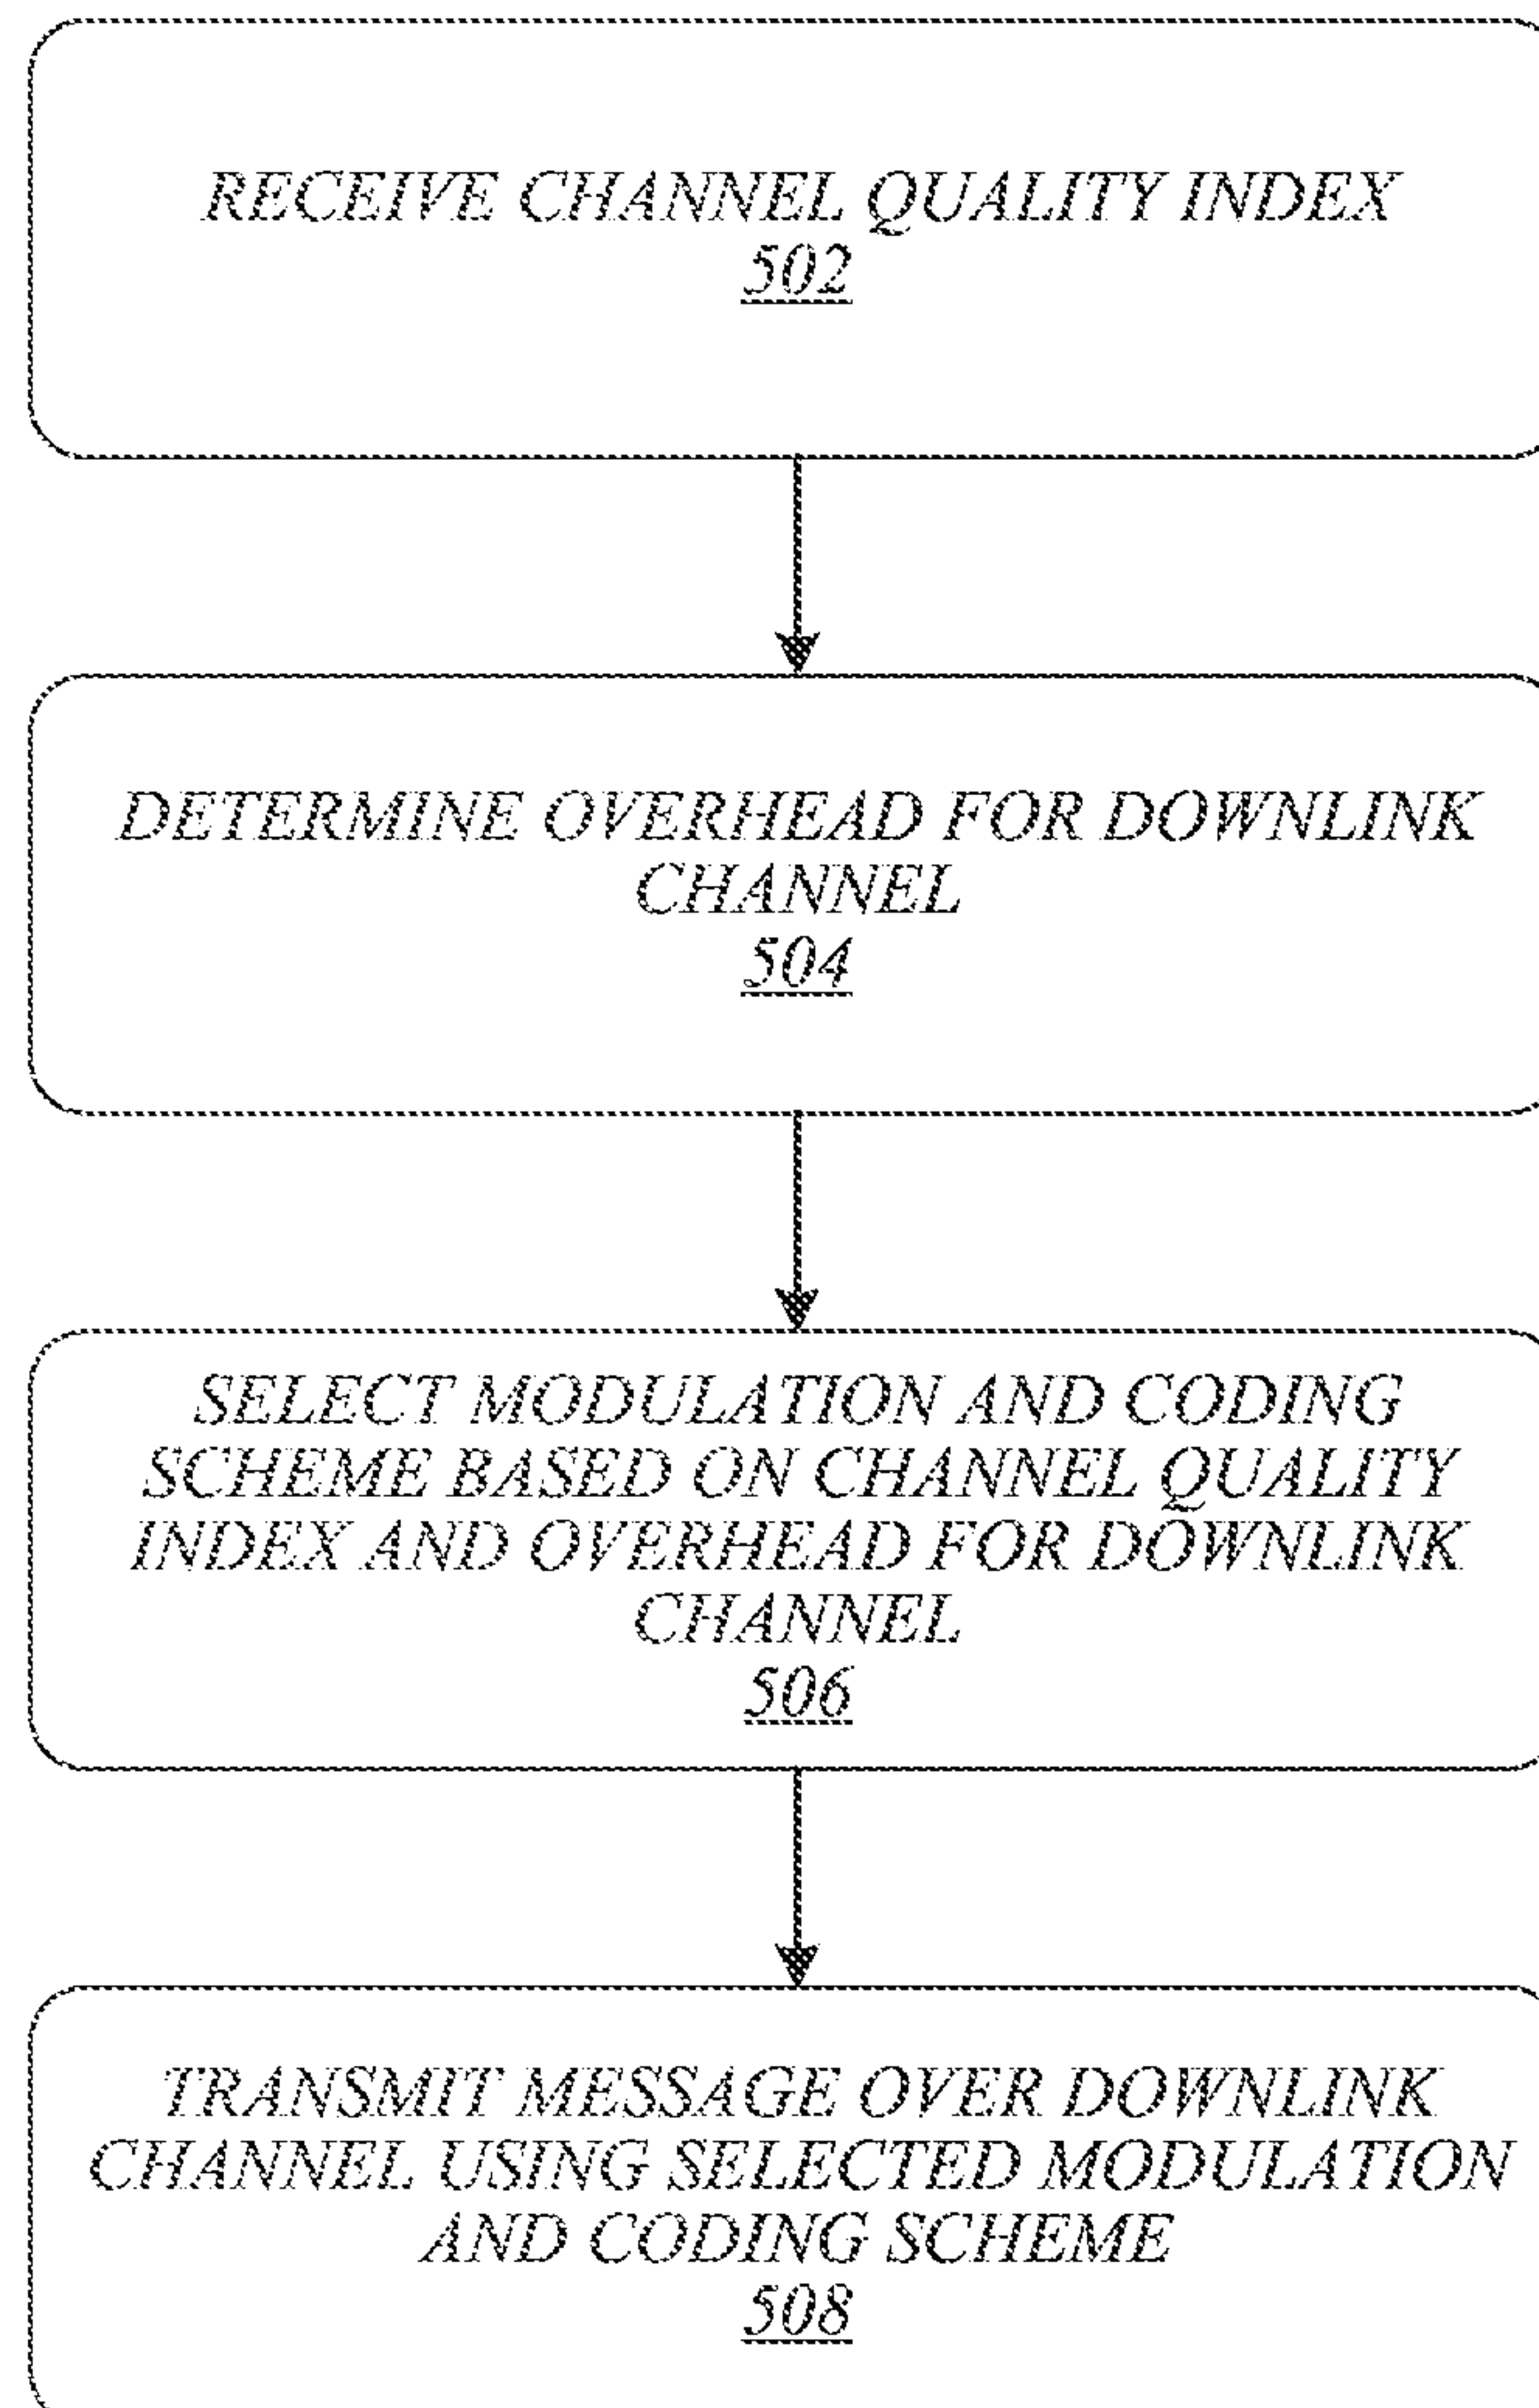 RECEIVE CHANNEL QUALITY INDEX
502
DETERMINE OVERHEAD FOR DOWNLINK
CHANNEL
504
SELECT MODULATION AND CODING
SCHEME BASED ON CHANNEL QUALITY
INDEX AND OVERHEAD FOR DOWNLINK
CHANNEL
506
TRANSMIT MESSAGE OVER DOWNLINK
CHANNEL USING SELECTED MODULATION
AND CODING SCHEME
508